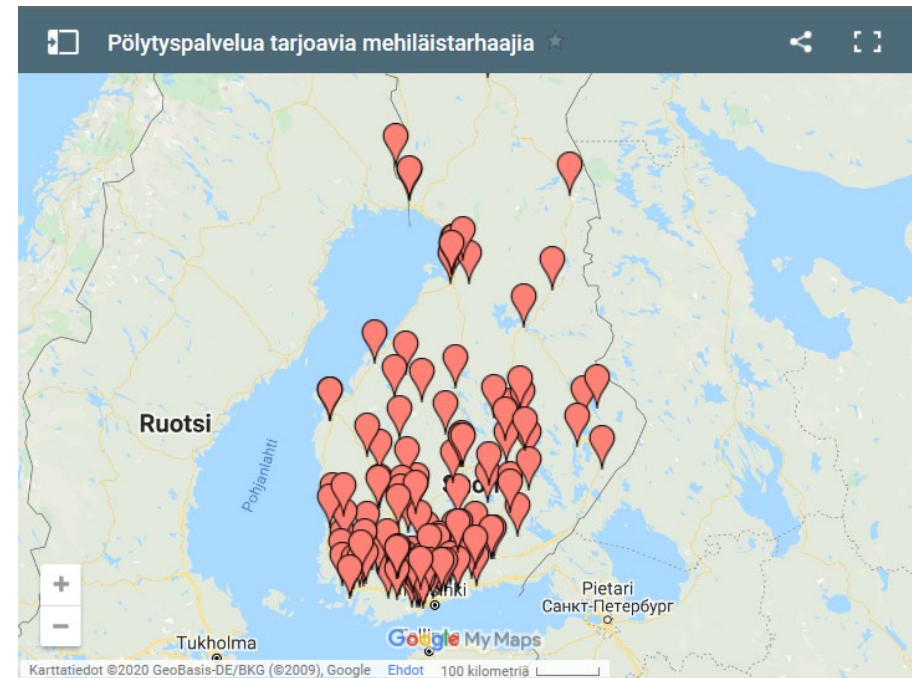 Pölytyspalvelua tarjoavia mehiläistarhaajia
Ruotsi
Pohjanlahti
Pietari
Санкт-Петербург
Tukholma
Google My Maps
Karttatiedot ©2020 GeoBasis-DE/BKG (©2009), Google Ehdot 100 kilometriä